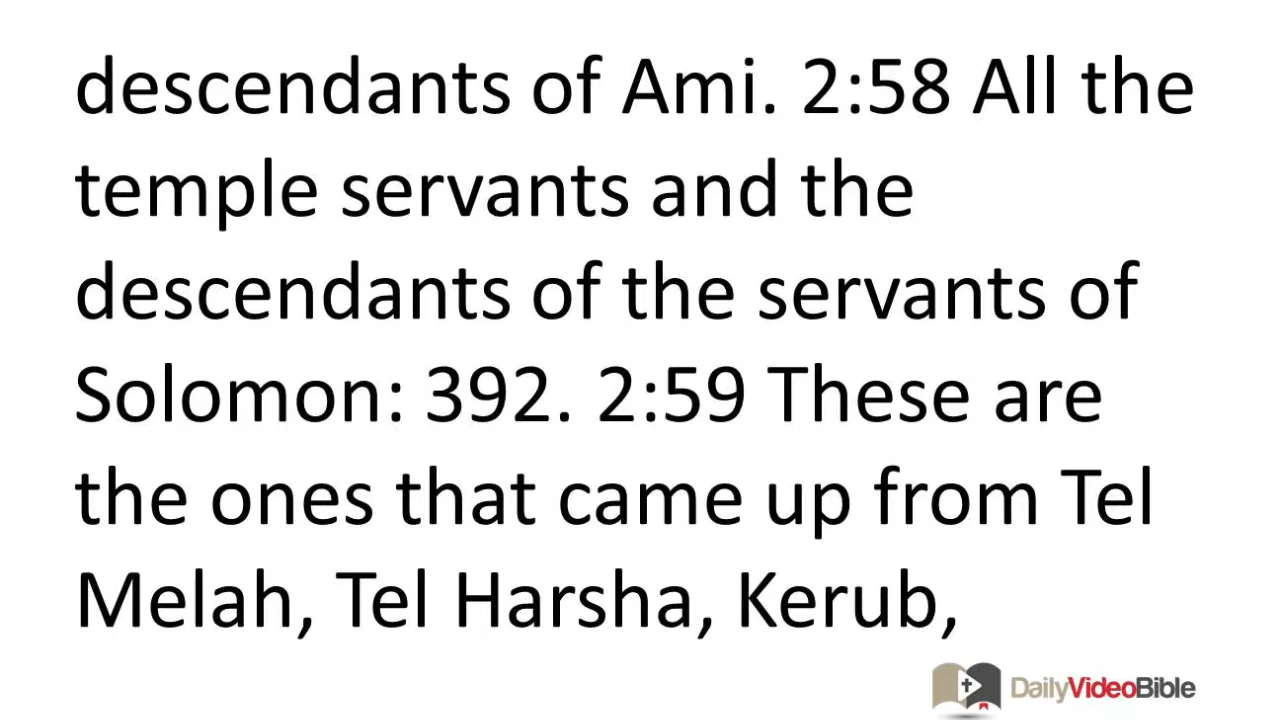 descendants of Ami. 2:58 All the
temple servants and the
descendants of the servants of
Solomon: 392. 2:59 These are
the ones that came up from Tel
Melah, Tel Harsha, Kerub,
DailyVideoBible